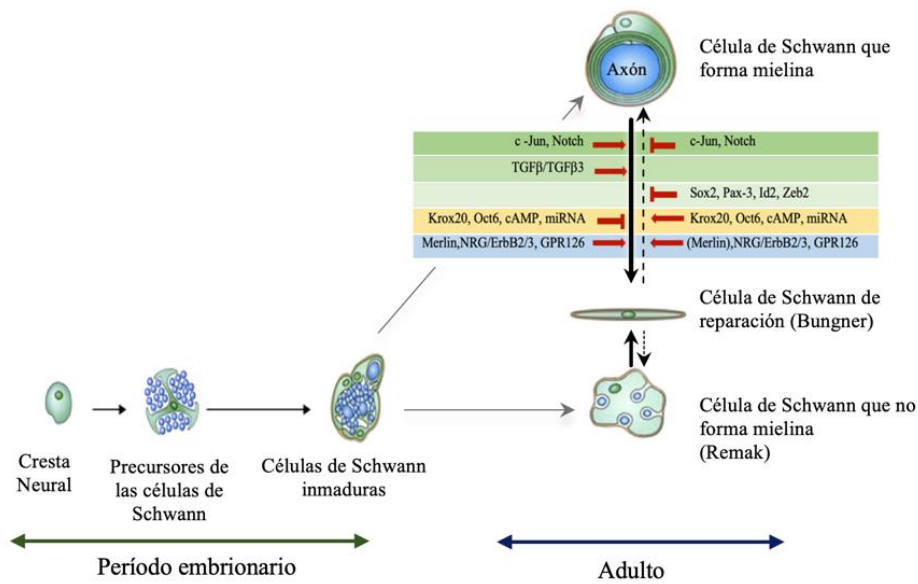 Axón
Célula de Schwann que
forma mielina
c -Jun, Notch
c-Jun, Notch
TGFβ/TGFβ3
Sox2, Pax-3, Id2, Zeb2
Krox20, Oct6, cAMP, miRNA
Krox20, Oct6, cAMP, miRNA
Merlin,NRG/ErbB2/3, GPR126
(Merlin),NRG/ErbB2/3, GPR126
Célula de Schwann de
reparación (Bungner)
Célula de Schwann que no
forma mielina
(Remak)
Cresta
Neural
Precursores de
las células de
Schwann
Células de Schwann
inmaduras
Período embrionario
Adulto